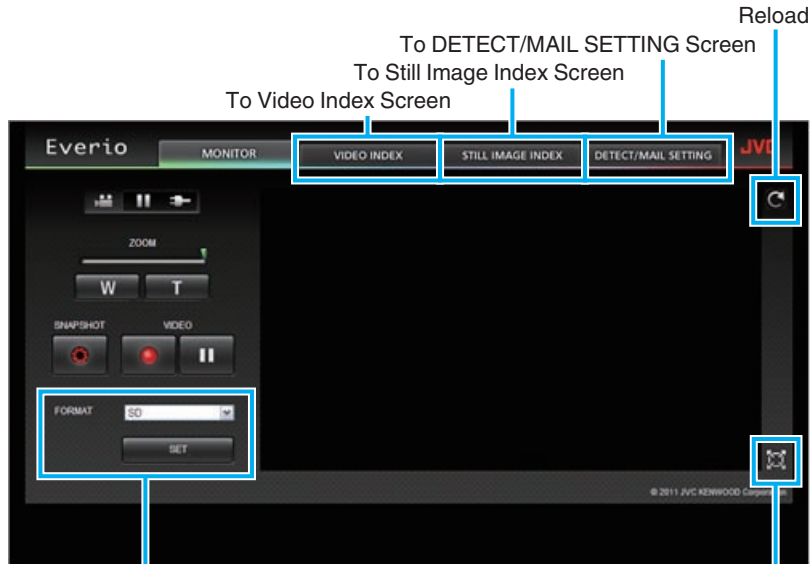 Reload
To DETECT/MAIL SETTING Screen
To Still Image Index Screen
To Video Index Screen
Everio
MONITOR
VIDEO INDEX
STILL IMAGE INDEX
DETECT/MAIL SETTING
ZOOM
W
T
SNAPSHOT
VIDEO
FORMAT
SD
SET
© 2011 JVC KENWOOD Corporation